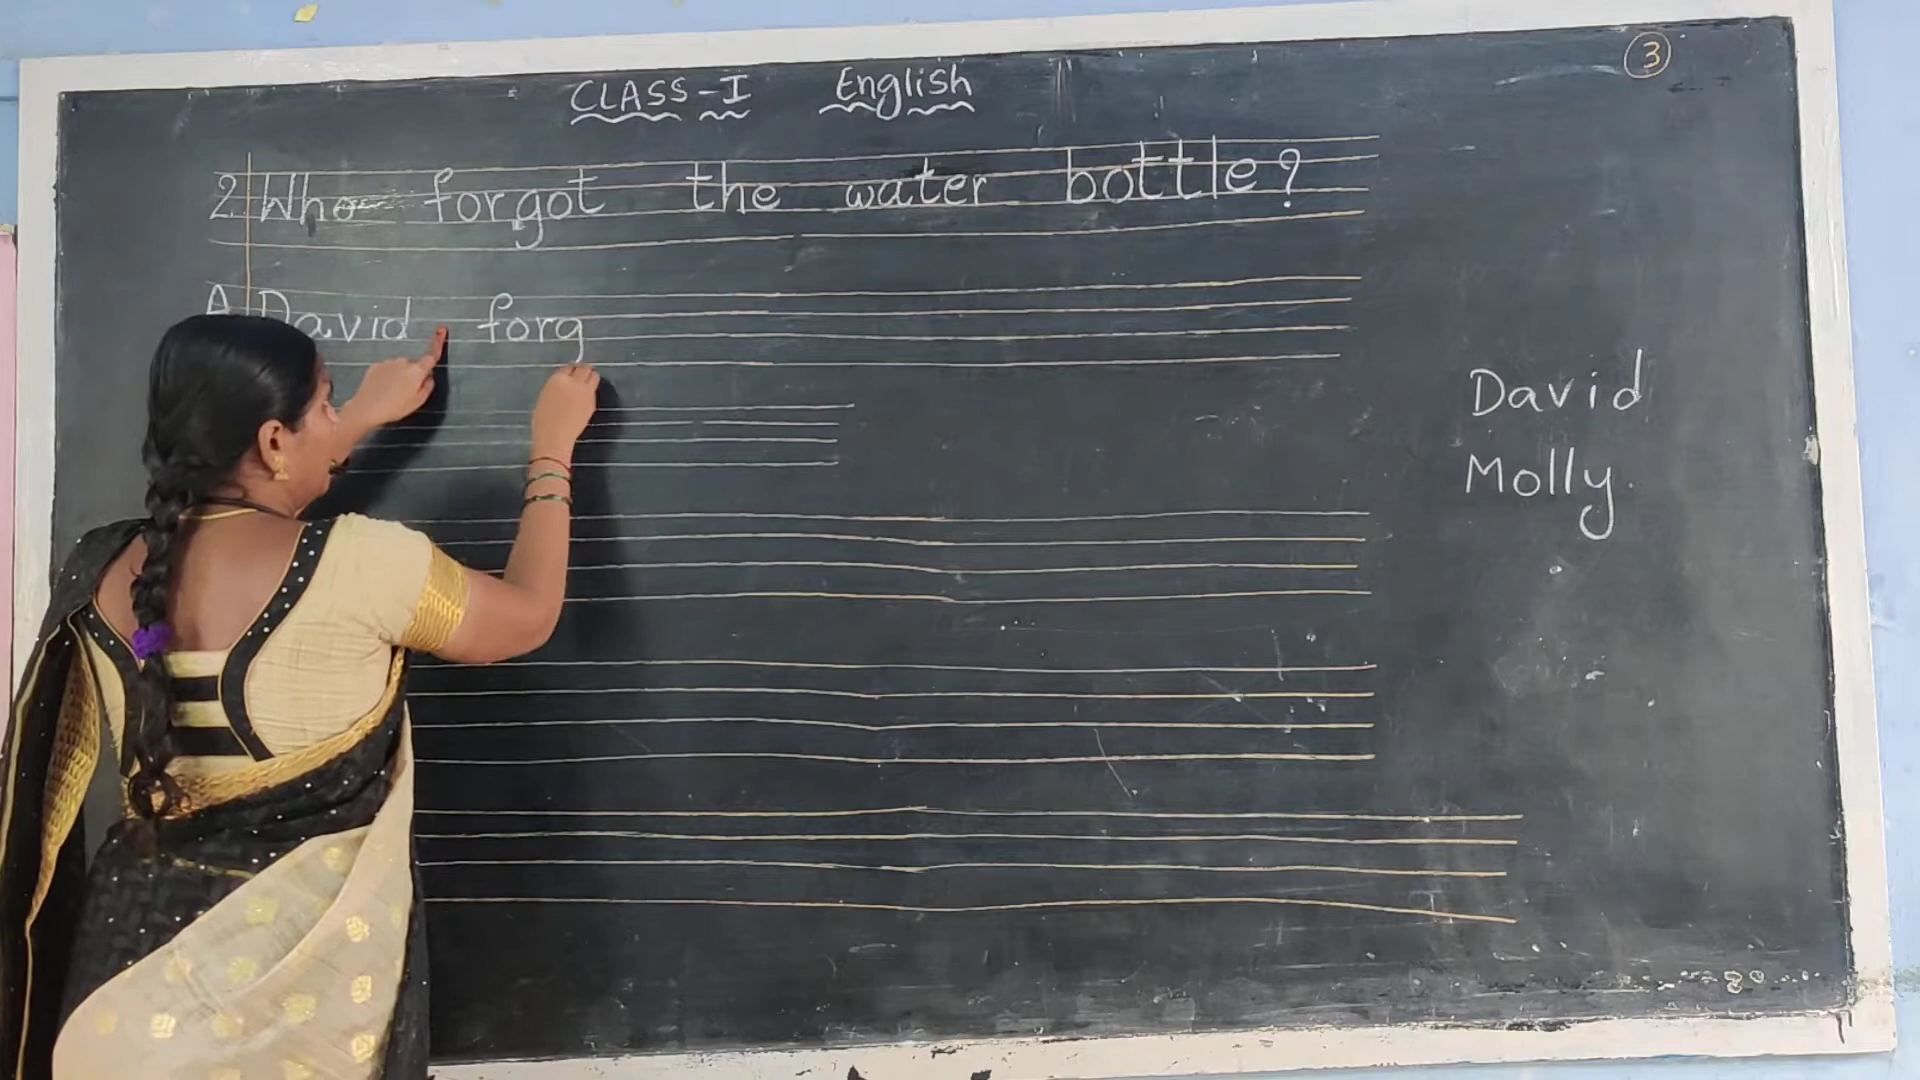 3
CLASS-I English
2. Who forgot the water bottle?
A. David forg
David
Molly.